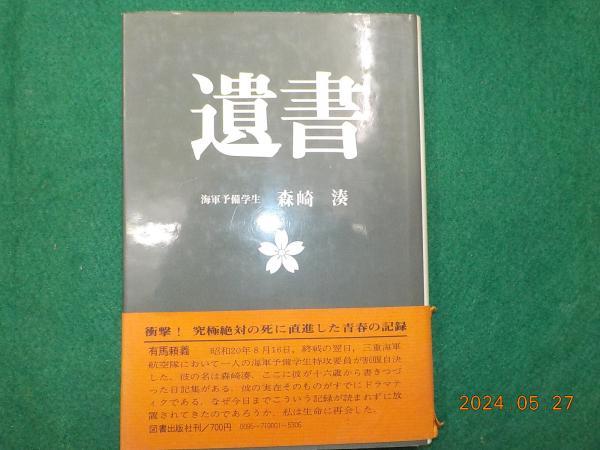 遺書
海軍予備学生 森崎 湊
衝撃! 究極絶対の死に直進した青春の記録
有馬頼義 昭和20年8月16日,終戦の翌日,三重海軍
航空隊において一人の海軍予備学生特攻要員が割腹自決
した。彼の名は森崎湊、ここに彼が十六歳から書きつづ
った日記集がある。彼の実在そのものがすでにドラマテ
ィクである。なぜ今日までこういう記録が読まれずに放
置されてきたのであろうか。私は生命に再会した。
図書出版社刊/700円 0095-719001-5306
2024.05.27